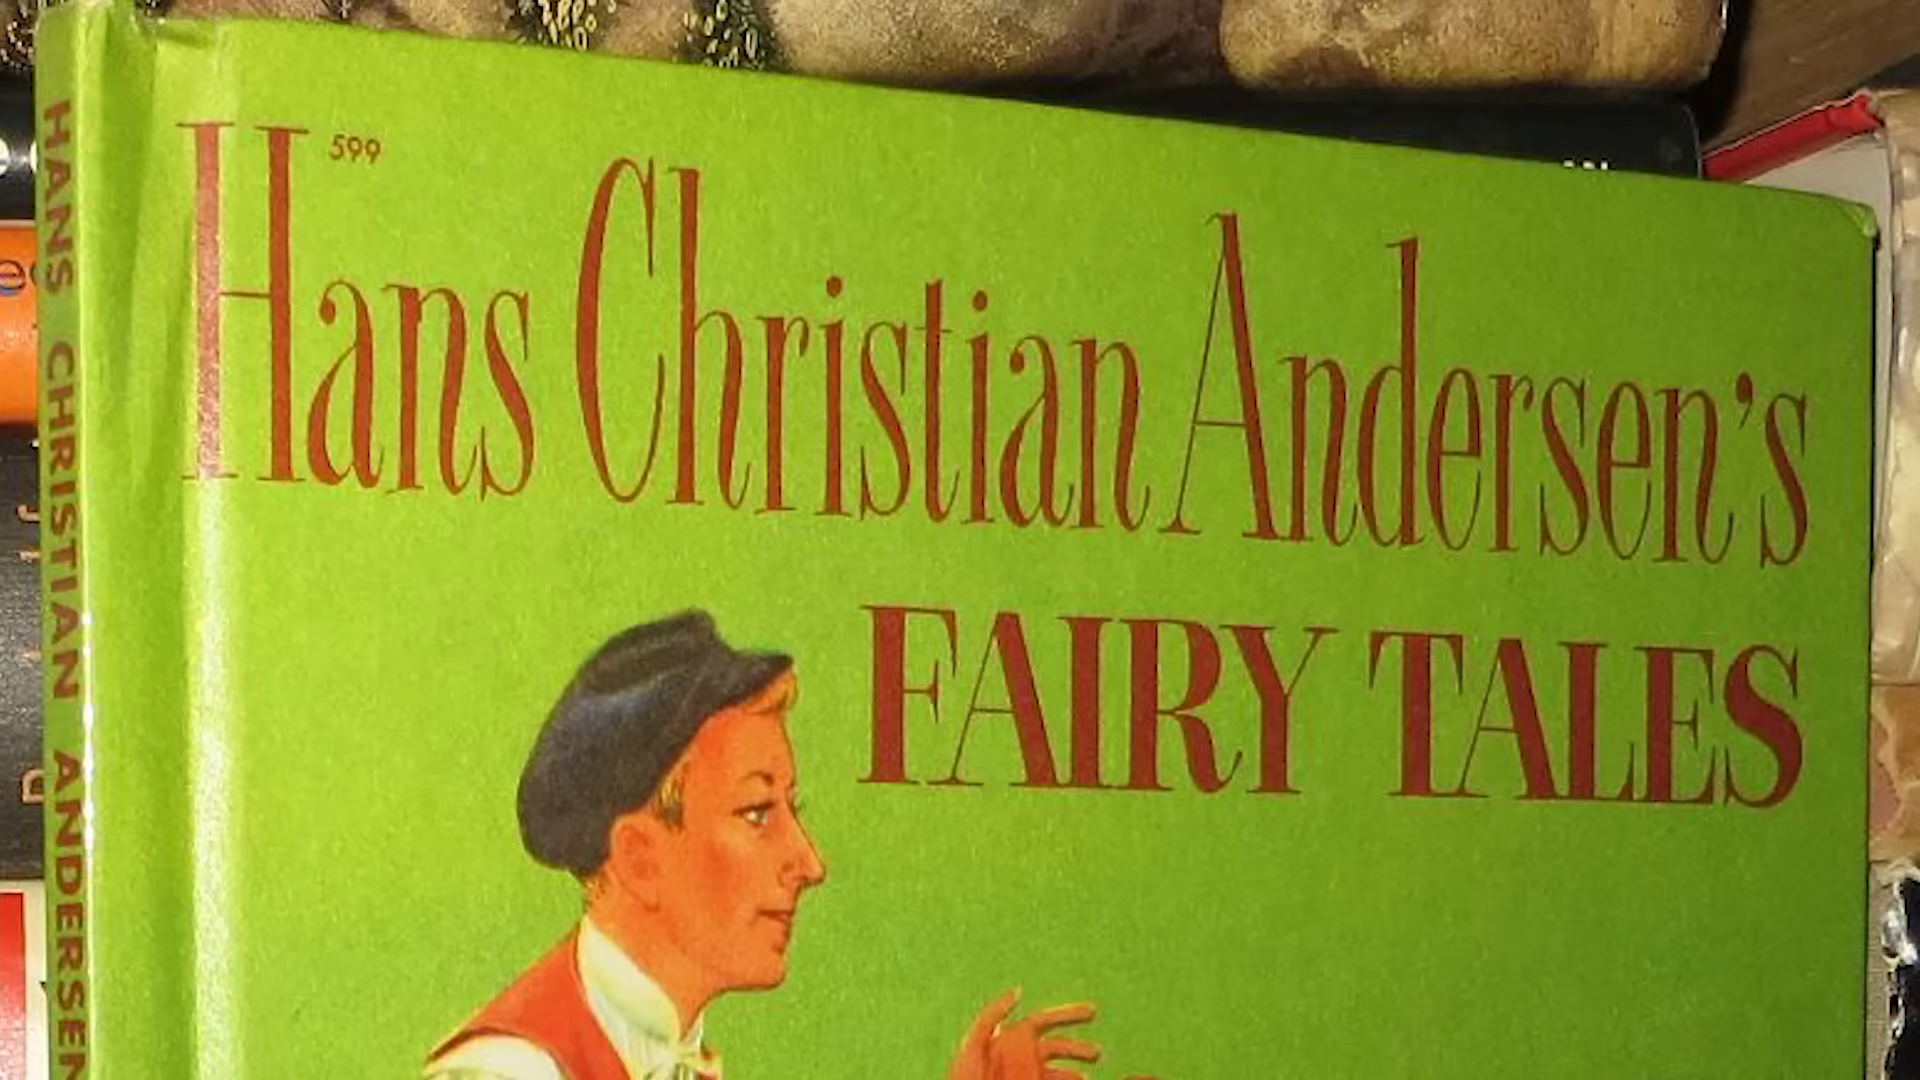 599
Hans Christian Andersen's
FAIRY TALES
HANS CHRISTIAN ANDERSEN